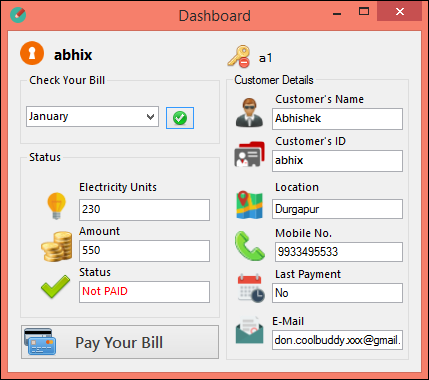 Dashboard
abhix
a1
Check Your Bill
January
Status
Electricity Units
230
Amount
550
Status
Not PAID
Pay Your Bill
Customer Details
Customer's Name
Abhishek
Customer's ID
abhix
Location
Durgapur
Mobile No.
9933495533
Last Payment
No
E-Mail
don.coolbuddy.xxx@gmail.